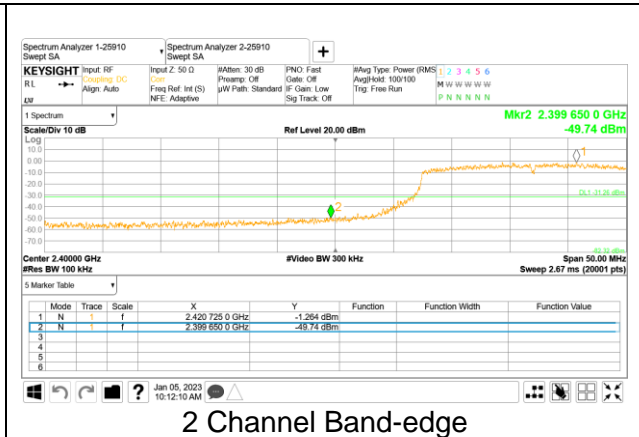 Spectrum Analyzer 1-25910
Swept SA
Spectrum Analyzer 2-25910
Swept SA
+
KEYSIGHT Input: RF Input Z: 50 Ω #Atten: 30 dB PNO: Fast #Avg Type: Power (RMS 1 2 3 4 5 6
RL Coupling: DC Corr Preamp: Off Gate: Off Avg|Hold: 100/100 M W W W W W
Align: Auto Freq Ref: Int (S) µW Path: Standard IF Gain: Low Trig: Free Run
NFE: Adaptive Sig Track: Off P N N N N N
1 Spectrum Mkr2 2.399 650 0 GHz
Scale/Div 10 dB Ref Level 20.00 dBm -49.74 dBm
Log
10.0
0.00
-10.0
-20.0
-30.0
-40.0
-50.0
-60.0
-70.0
1
2
DL1 -31.26 dBm
Center 2.40000 GHz #Video BW 300 kHz Span 50.00 MHz
#Res BW 100 kHz Sweep 2.67 ms (20001 pts)
5 Marker Table
Mode Trace Scale X Y Function Function Width Function Value
1 N 1 f 2.420 725 0 GHz -1.264 dBm
2 N 1 f 2.399 650 0 GHz -49.74 dBm
3
4
5
6
? Jan 05, 2023
10:12:10 AM
2 Channel Band-edge